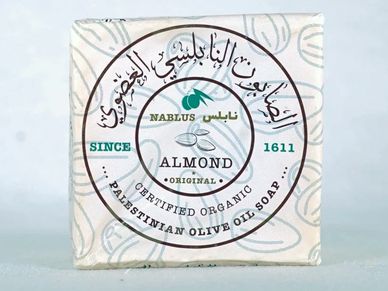 الصابون النابلسي العضوي
NABLUS نابلس
SINCE 1611
ALMOND
• ORIGINAL •
CERTIFIED ORGANIC
... PALESTINIAN OLIVE OIL SOAP ...